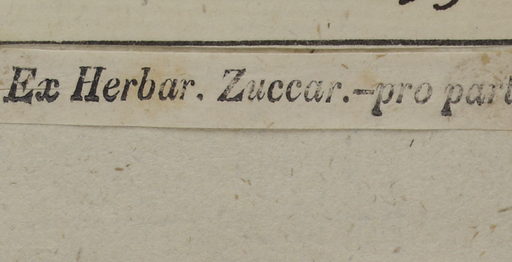 Ex Herbar. Zuccar.-pro part